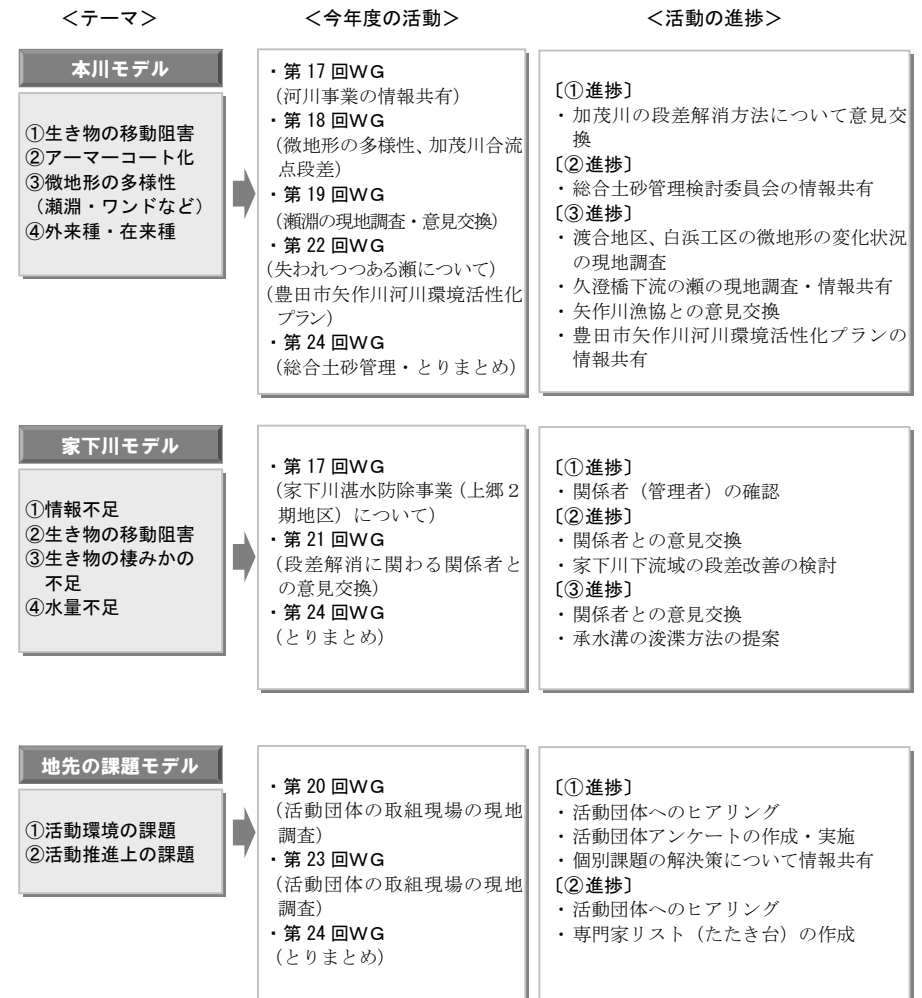 <テーマ>
<今年度の活動>
<活動の進捗>
本川モデル
①生き物の移動阻害
②アーマーコート化
③微地形の多様性
（瀬淵・ワンドなど）
④外来種・在来種
・第 17 回WG
（河川事業の情報共有）
・第 18 回WG
（微地形の多様性、加茂川合流
点段差）
・第 19 回WG
（瀬淵の現地調査・意見交換）
・第 22 回WG
（失われつつある瀬について）
（豊田市矢作川河川環境活性化
プラン）
・第 24 回WG
（総合土砂管理・とりまとめ）
〔①進捗〕
・加茂川の段差解消方法について意見交
換
〔②進捗〕
・総合土砂管理検討委員会の情報共有
〔③進捗〕
・渡合地区、白浜工区の微地形の変化状況
の現地調査
・久澄橋下流の瀬の現地調査・情報共有
・矢作川漁協との意見交換
・豊田市矢作川河川環境活性化プランの
情報共有
家下川モデル
①情報不足
②生き物の移動阻害
③生き物の棲みかの
不足
④水量不足
・第 17 回WG
（家下川湛水防除事業（上郷２
期地区）について）
・第 21 回WG
（段差解消に関わる関係者と
の意見交換）
・第 24 回WG
（とりまとめ）
〔①進捗〕
・関係者（管理者）の確認
〔②進捗〕
・関係者との意見交換
・家下川下流域の段差改善の検討
〔③進捗〕
・関係者との意見交換
・承水溝の浚渫方法の提案
地先の課題モデル
①活動環境の課題
②活動推進上の課題
・第 20 回WG
（活動団体の取組現場の現地
調査）
・第 23 回WG
（活動団体の取組現場の現地
調査）
・第 24 回WG
（とりまとめ）
〔①進捗〕
・活動団体へのヒアリング
・活動団体アンケートの作成・実施
・個別課題の解決策について情報共有
〔②進捗〕
・活動団体へのヒアリング
・専門家リスト（たたき台）の作成